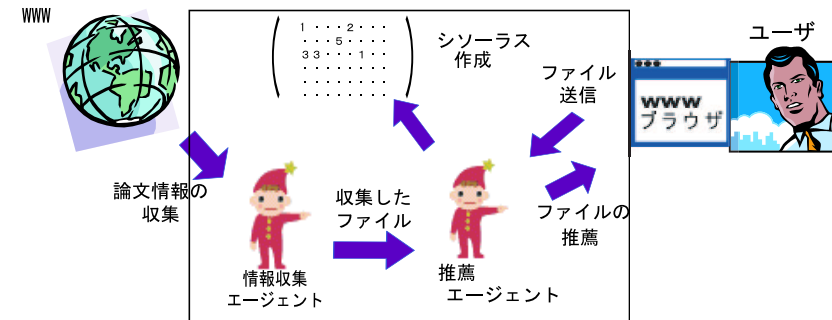 WWW
1 ・ ・ ・ 2 ・ ・ ・
・ ・ ・ 5 ・ ・ ・ ・
3 3 ・ ・ ・ 1 ・ ・
・ ・ ・ ・ ・ ・ ・ ・
・ ・ ・ ・ ・ ・ ・ ・
・ ・ ・ ・ ・ ・ ・ ・
シソーラス
作成
ファイル
送信
ユーザ
WWW
ブラウザ
論文情報の
収集
収集した
ファイル
ファイルの
推薦
情報収集
エージェント
推薦
エージェント